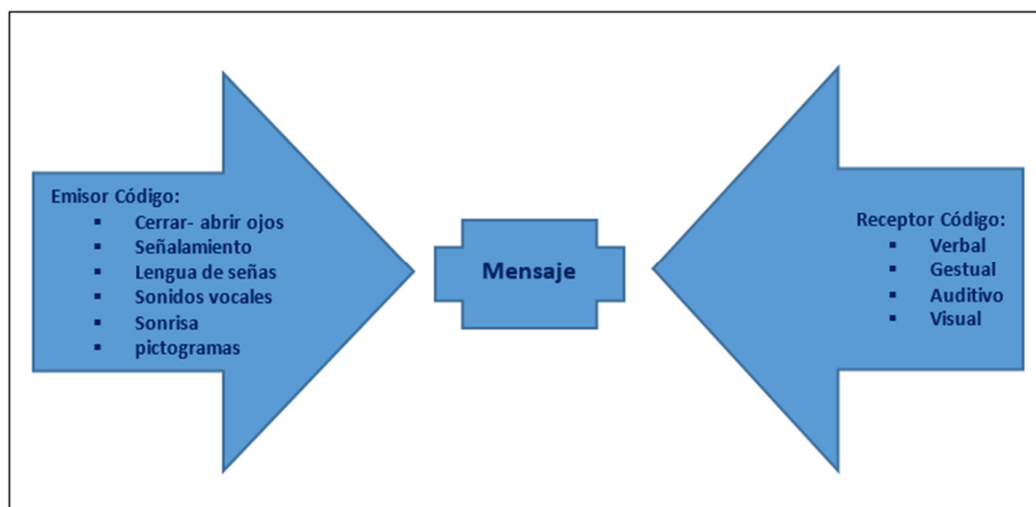 Emisor Código:
▪ Cerrar- abrir ojos
▪ Señalamiento
▪ Lengua de señas
▪ Sonidos vocales
▪ Sonrisa
▪ pictogramas
Mensaje
Receptor Código:
▪ Verbal
▪ Gestual
▪ Auditivo
▪ Visual